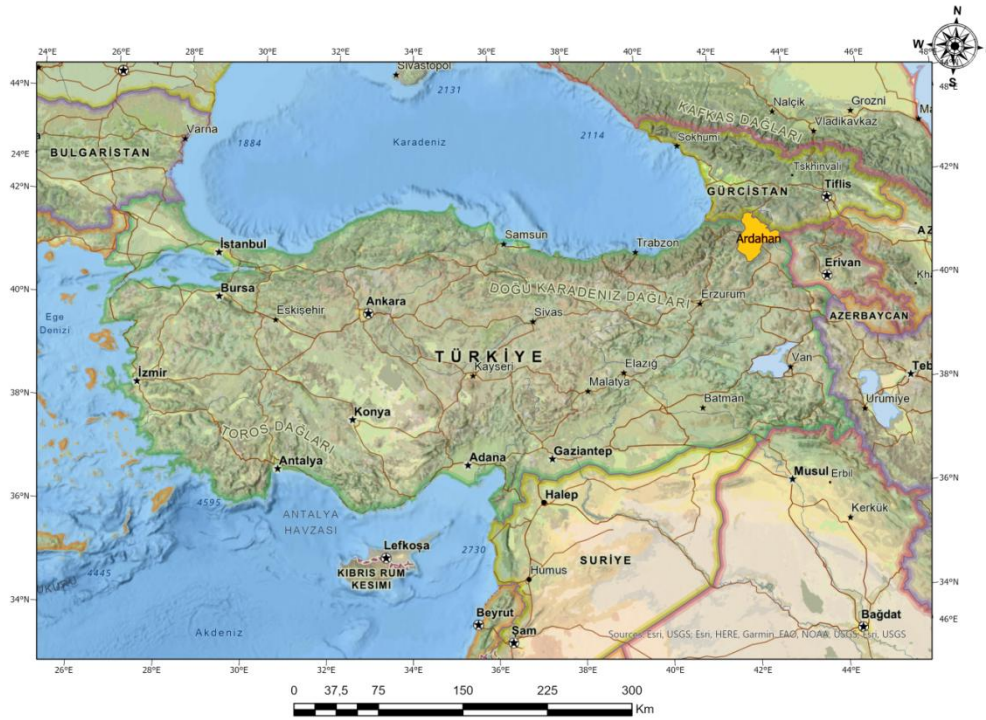 24°E 26°E 28°E 30°E 32°E 34°E 36°E 38°E 40°E 42°E 44°E 46°E
N
W
E
S
44°N
48°N
Sivastopol
2131
Nalçik
Grozni
KAFKAS DAĞLARI
Vladikavkaz
Varna
1884
Karadeniz
2114
Sokhumi
BULGARİSTAN
24°E
42°N
Tskhinvali
42°N
GÜRCİSTAN
Tiflis
İstanbul
Samsun
Trabzon
Ardahan
AZ
40°N
Erivan
40°N
Bursa
Ankara
DOĞU KARADENİZ DAĞLARI
Erzurum
Ege
Denizi
Eskişehir
Sivas
AZERBAYCAN
TÜRKİYE
Kayseri
Elazığ
Van
İzmir
38°N
Malatya
Teb
38°N
Konya
Batman
Urumiye
TOROS DAĞLARI
Antalya
Adana
Gaziantep
Musul
Erbil
36°N
4595
Halep
36°N
ANTALYA
HAVZASI
Kerkük
Lefkoşa
2730
KIBRIS RUM
KESİMİ
Humus
SURİYE
4445
34°N
34°N
Akdeniz
Beyrut
Şam
Bağdat
46°E
Sources: Esri, USGS; Esri, HERE, Garmin, FAO, NOAA, USGS; Esri, USGS
26°E 28°E 30°E 32°E 34°E 36°E 38°E 40°E 42°E 44°E
0 37,5 75 150 225 300
Km